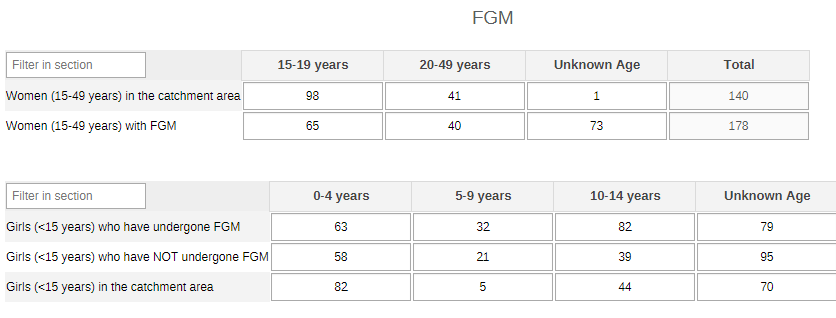 FGM
Filter in section 15-19 years 20-49 years Unknown Age Total
Women (15-49 years) in the catchment area 98 41 1 140
Women (15-49 years) with FGM 65 40 73 178
Filter in section 0-4 years 5-9 years 10-14 years Unknown Age
Girls (<15 years) who have undergone FGM 63 32 82 79
Girls (<15 years) who have NOT undergone FGM 58 21 39 95
Girls (<15 years) in the catchment area 82 5 44 70